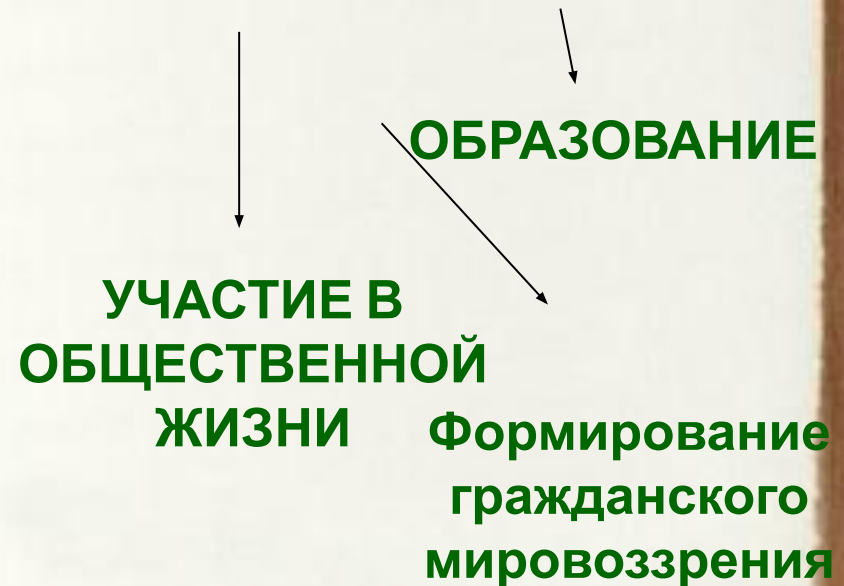 ОБРАЗОВАНИЕ
УЧАСТИЕ В
ОБЩЕСТВЕННОЙ
ЖИЗНИ
Формирование
гражданского
мировоззрения